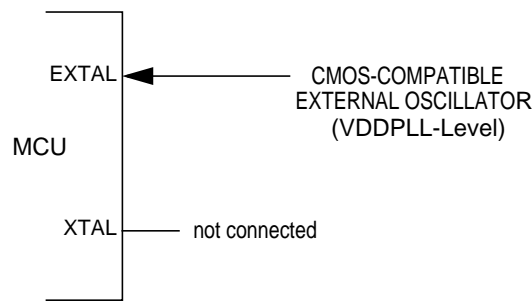 EXTAL
CMOS-COMPATIBLE
EXTERNAL OSCILLATOR
(VDDPLL-Level)
MCU
XTAL
not connected